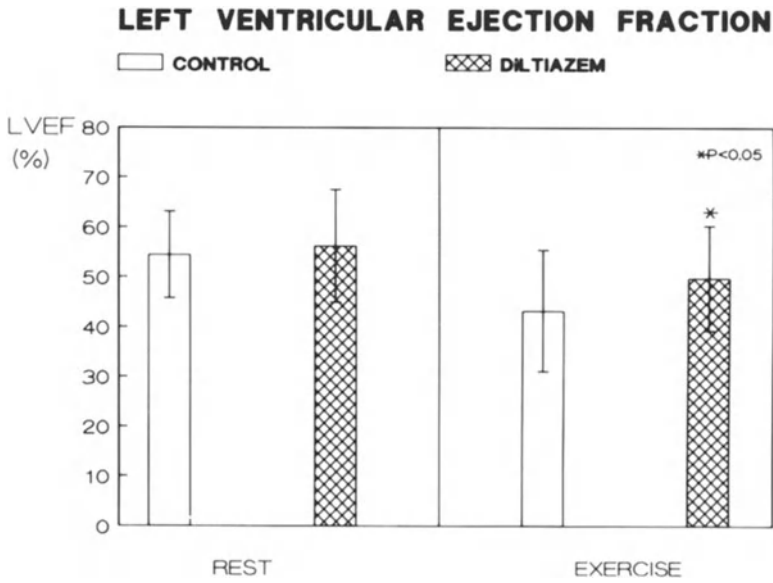 LEFT VENTRICULAR EJECTION FRACTION
CONTROL DILTIAZEM
LVEF
(%)
80
70
60
50
40
30
20
10
0
*P<0.05
*
REST EXERCISE